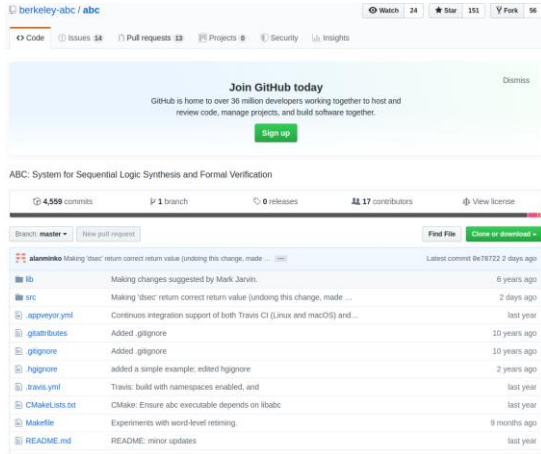 berkeley-abc / abc
Watch 24 Star 151 Fork 56
Code Issues 14 Pull requests 13 Projects 0 Security Insights
Join GitHub today
Dismiss
GitHub is home to over 36 million developers working together to host and
review code, manage projects, and build software together.
Sign up
ABC: System for Sequential Logic Synthesis and Formal Verification
4,559 commits 1 branch 0 releases 17 contributors View license
Branch: master New pull request Find File Clone or download
alanminko Making 'dsec' return correct return value (undoing this change, made … Latest commit 0e78722 2 days ago
lib Making changes suggested by Mark Jarvin. 6 years ago
src Making 'dsec' return correct return value (undoing this change, made … 2 days ago
.appveyor.yml Continuos integration support of both Travis CI (Linux and macOS) and… last year
.gitattributes Added .gitignore 10 years ago
.gitignore Added .gitignore 10 years ago
.hgignore added a simple example; edited hgignore 2 years ago
.travis.yml Travis: build with namespaces enabled, and last year
CMakeLists.txt CMake: Ensure abc executable depends on libabc last year
Makefile Experiments with word-level retiming. 9 months ago
README.md README: minor updates last year